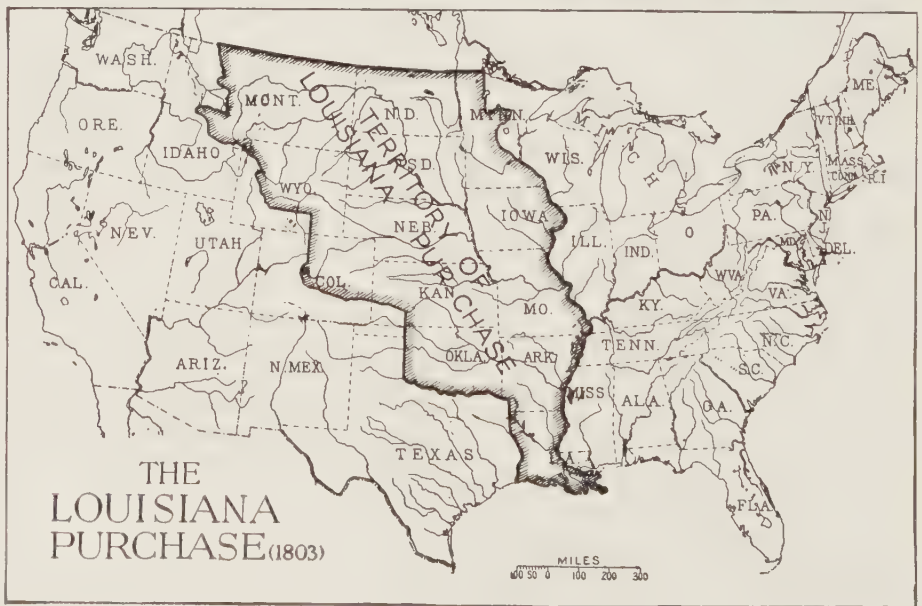 WASH.
MONT.
N.D.
MINN.
ME.
ORE.
IDAHO
S.D.
WIS.
M
I
C
H
VT.
N.H.
N.Y.
MASS.
CONN.
R.I
WYO.
NEB.
IOWA
ILL.
IND.
O
PA.
N.
J.
NEV.
UTAH
COL.
KAN.
MO.
KY.
W.VA.
MD.
DEL.
VA.
CAL.
ARIZ.
N.MEX.
OKLA.
ARK.
TENN.
N.C.
S.C.
TEXAS
LA.
MISS.
ALA.
GA.
FLA.
TERRITORY OF
LOUISIANA PURCHASE
THE
LOUISIANA
PURCHASE (1803)
MILES
100 50 0 100 200 300